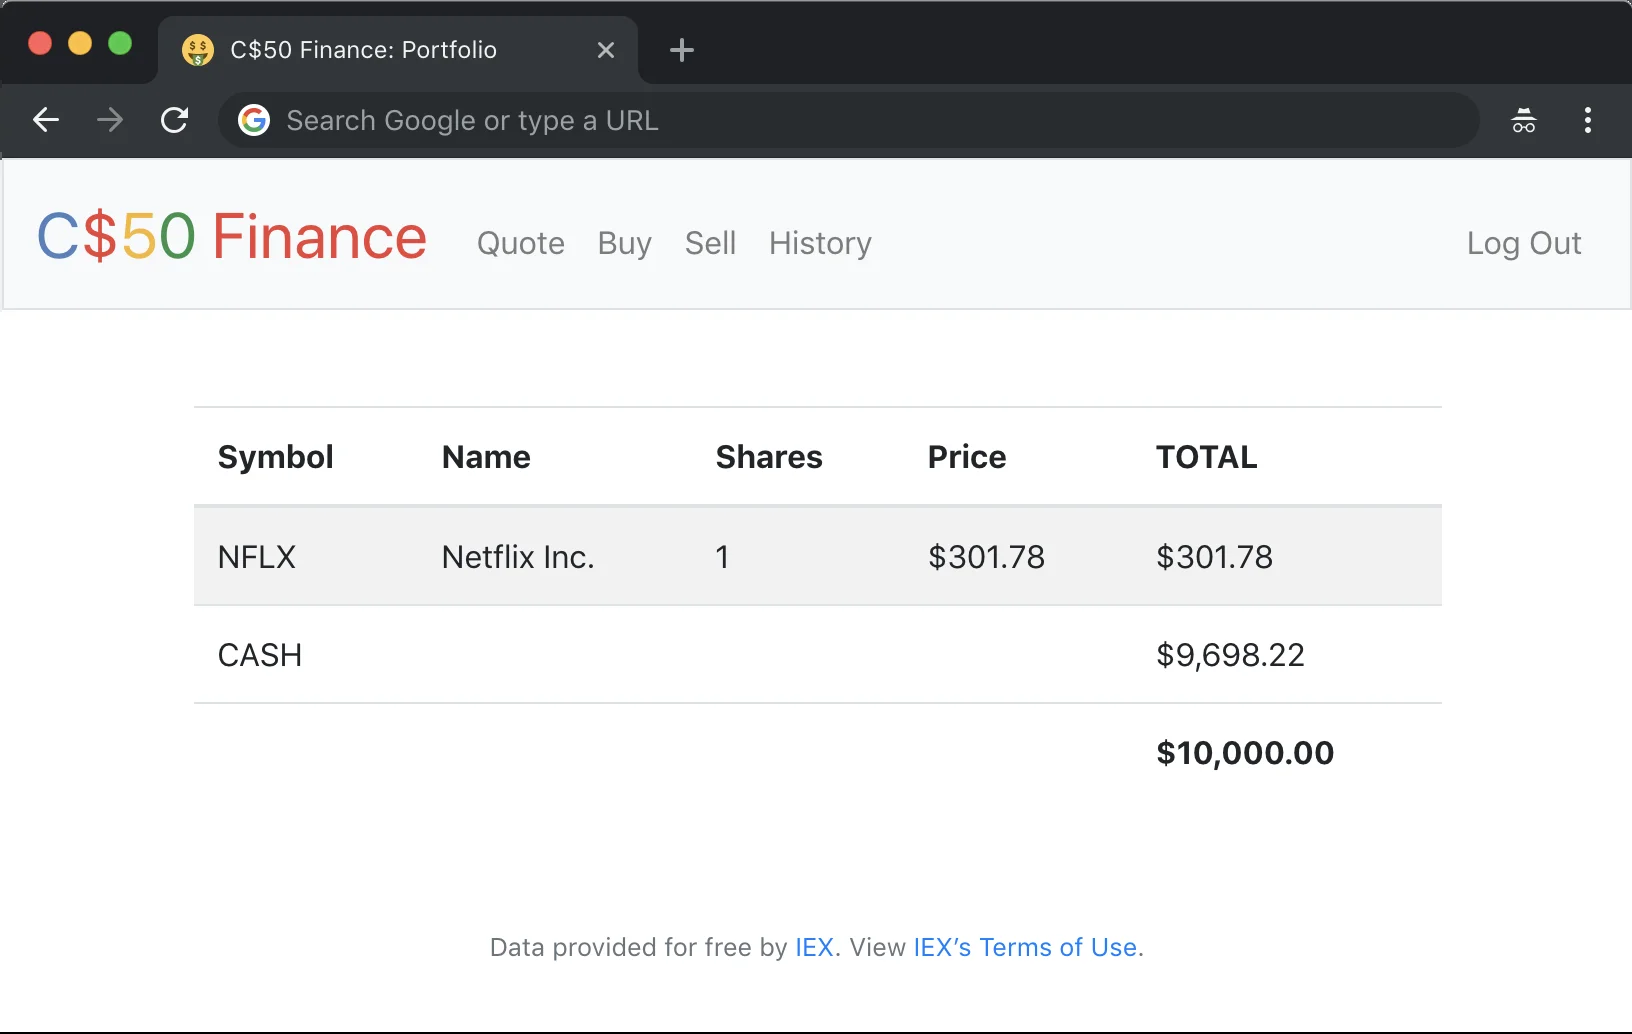 C$50 Finance: Portfolio
Search Google or type a URL
C$50 Finance Quote Buy Sell History Log Out
Symbol Name Shares Price TOTAL
NFLX Netflix Inc. 1 $301.78 $301.78
CASH $9,698.22
$10,000.00
Data provided for free by IEX. View IEX’s Terms of Use.